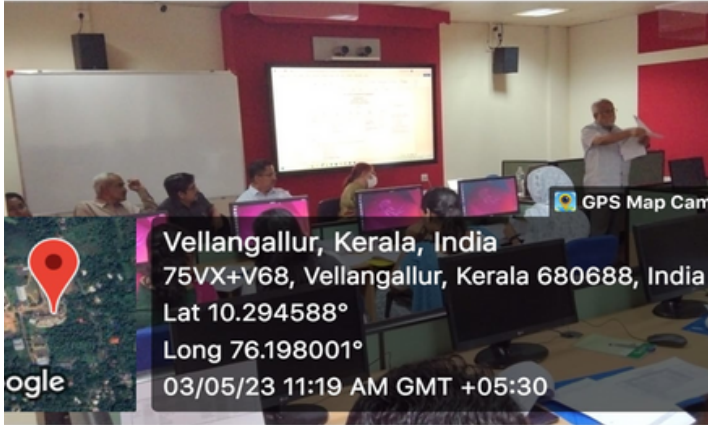 GPS Map Cam
Vellangallur, Kerala, India
75VX+V68, Vellangallur, Kerala 680688, India
Lat 10.294588°
Long 76.198001°
03/05/23 11:19 AM GMT +05:30
ogle